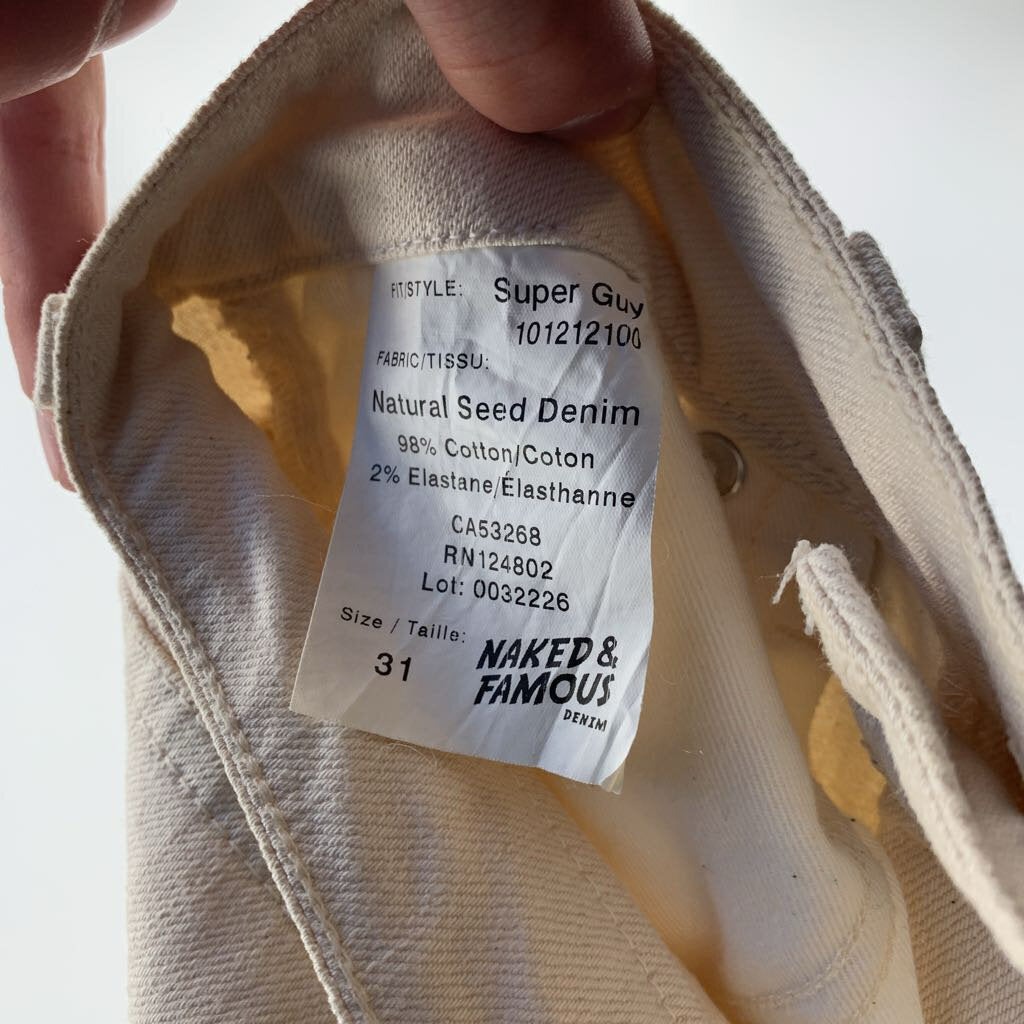 FIT/STYLE: Super Guy
101212100
FABRIC/TISSU:
Natural Seed Denim
98% Cotton/Coton
2% Elastane/Élasthanne
CA53268
RN124802
Lot: 0032226
Size / Taille:
31
NAKED &
FAMOUS
DENIM